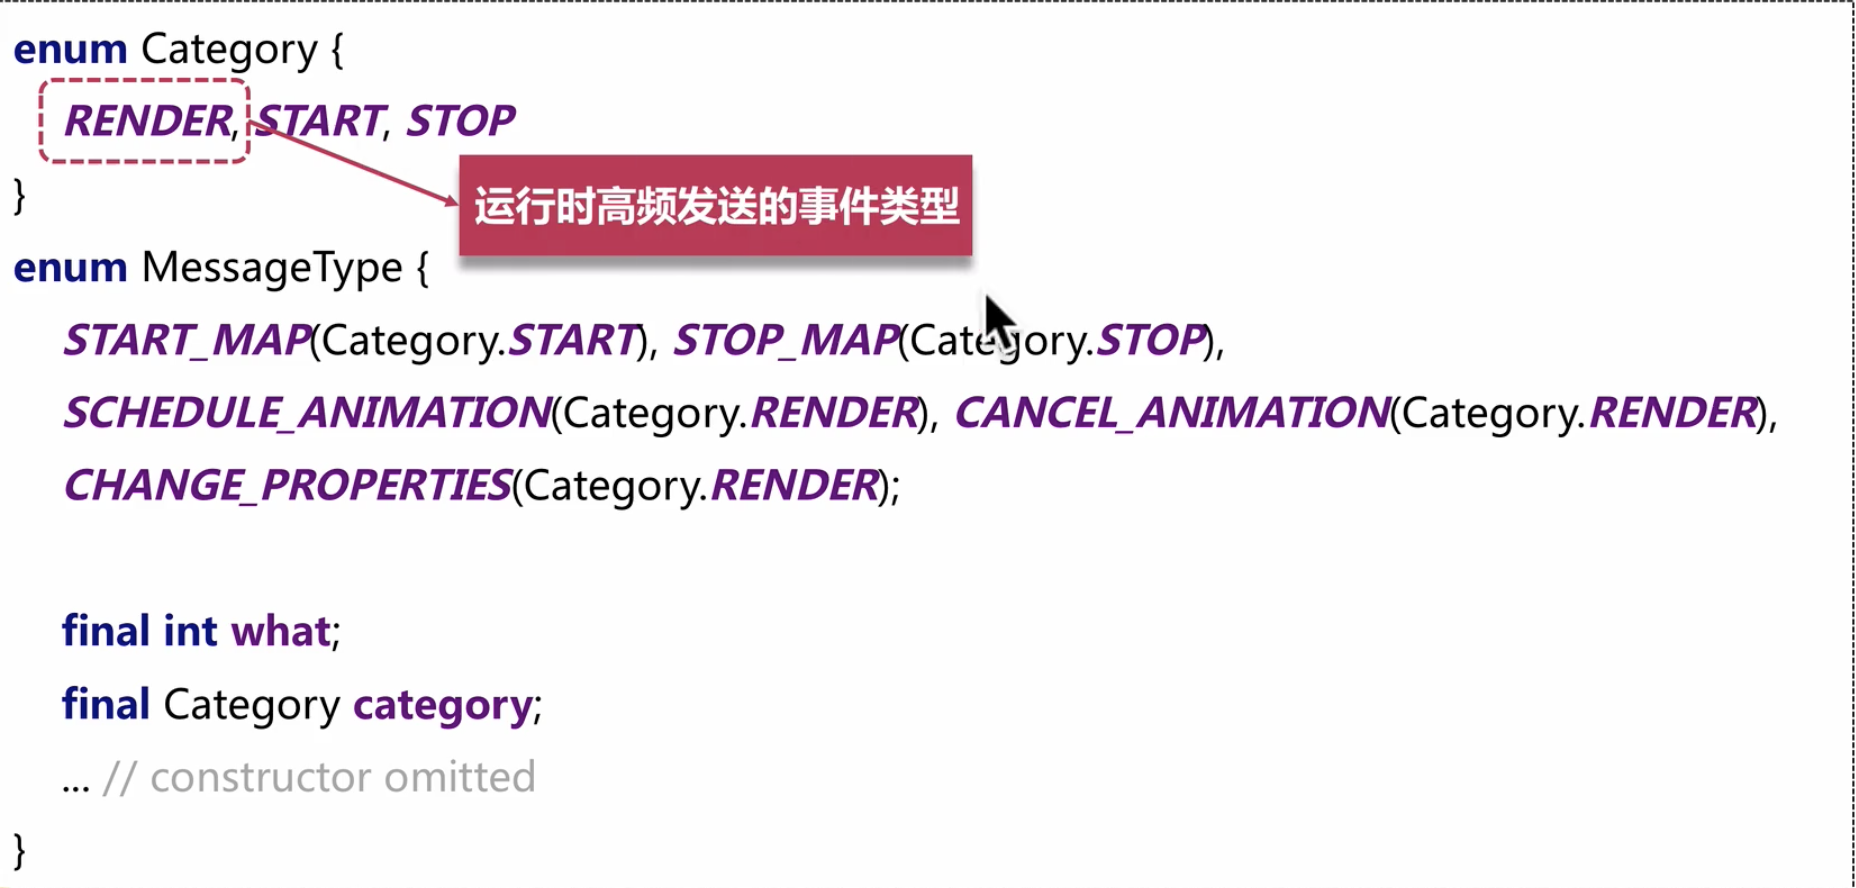 enum Category {
RENDER, START, STOP
}
运行时高频发送的事件类型
enum MessageType {
START_MAP(Category.START), STOP_MAP(Category.STOP),
SCHEDULE_ANIMATION(Category.RENDER), CANCEL_ANIMATION(Category.RENDER),
CHANGE_PROPERTIES(Category.RENDER);
final int what;
final Category category;
... // constructor omitted
}